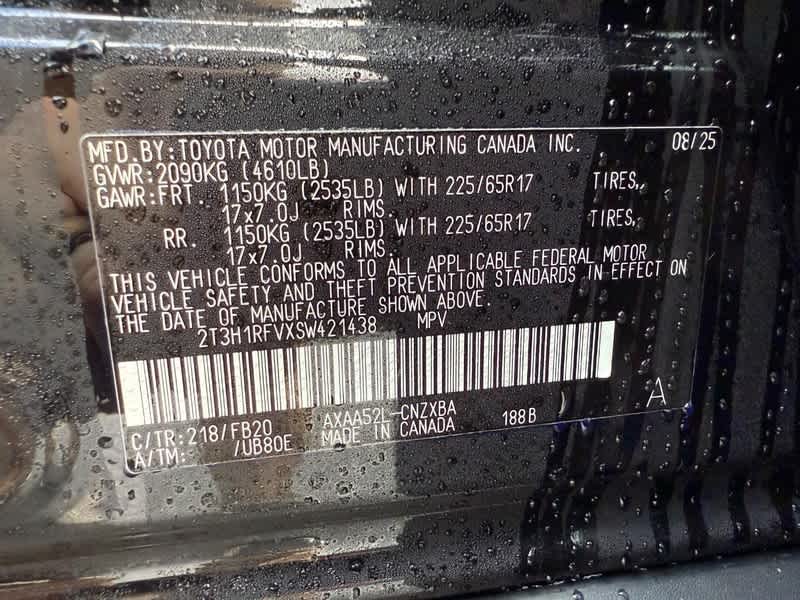 MFD.BY:TOYOTA MOTOR MANUFACTURING CANADA INC. 08/25
GVWR:2090KG (4610LB)
GAWR:FRT. 1150KG (2535LB) WITH 225/65R17 TIRES,
17x7.0J RIMS.
RR. 1150KG (2535LB) WITH 225/65R17 TIRES,
17x7.0J RIMS.
THIS VEHICLE CONFORMS TO ALL APPLICABLE FEDERAL MOTOR
VEHICLE SAFETY AND THEFT PREVENTION STANDARDS IN EFFECT ON
THE DATE OF MANUFACTURE SHOWN ABOVE.
2T3H1RFVXSW421438 MPV
A
C/TR:218/FB20 AXAA52L-CNZXBA 188B
A/TM: /UB80E MADE IN CANADA